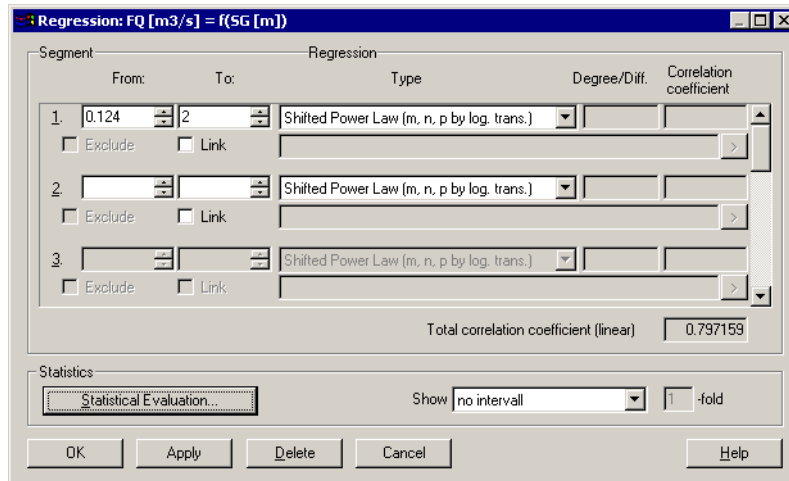 Regression: FQ [m3/s] = f(SG [m])
Segment Regression
From: To: Type Degree/Diff. Correlation coefficient
1. 0.124 2 Shifted Power Law (m, n, p by log. trans.)
Exclude Link >
2. Shifted Power Law (m, n, p by log. trans.)
Exclude Link >
3. Shifted Power Law (m, n, p by log. trans.)
Exclude Link >
Total correlation coefficient (linear) 0.797159
Statistics
Statistical Evaluation... Show no intervall 1 -fold
OK Apply Delete Cancel Help